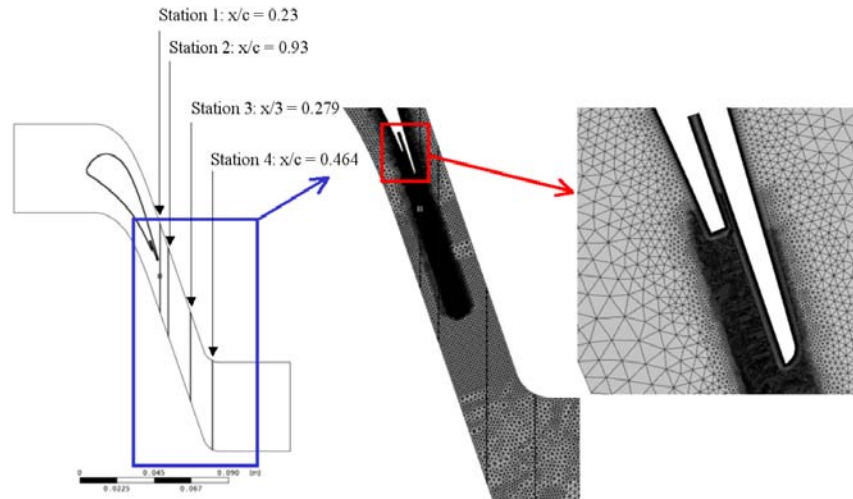 Station 1: x/c = 0.23
Station 2: x/c = 0.93
Station 3: x/3 = 0.279
Station 4: x/c = 0.464
0 0.045 0.090 (m)
0.0225 0.067